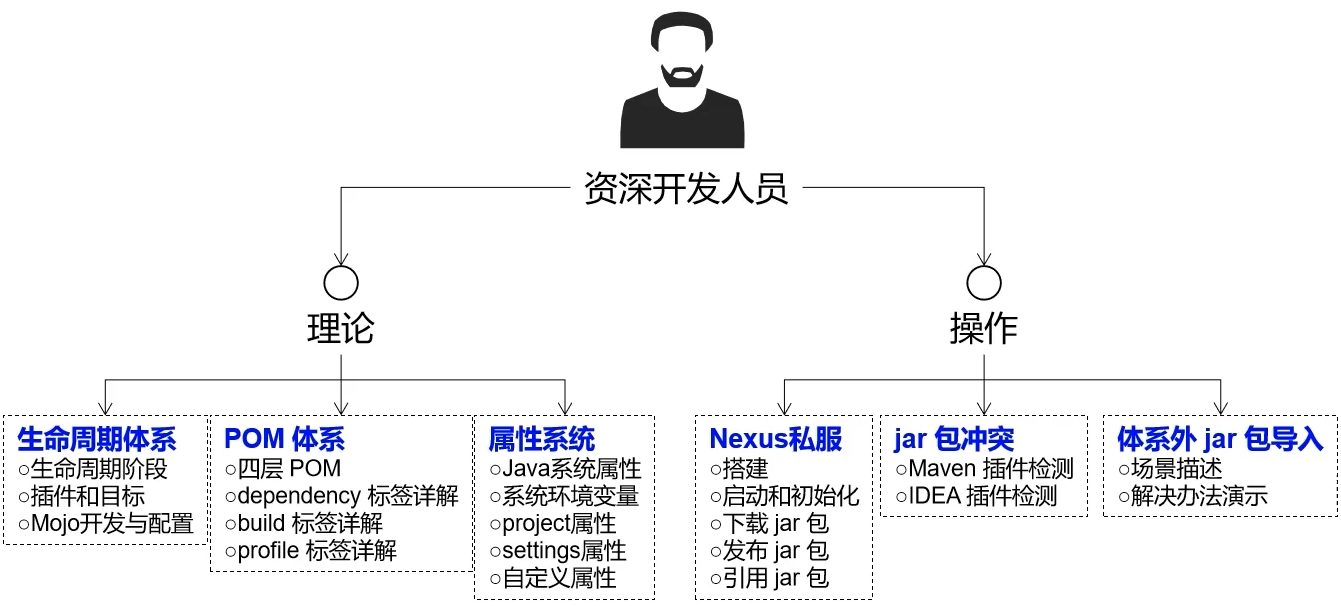 资深开发人员
理论
操作
生命周期体系
○生命周期阶段
○插件和目标
○Mojo开发与配置
POM 体系
○四层 POM
○dependency 标签详解
○build 标签详解
○profile 标签详解
属性系统
○Java系统属性
○系统环境变量
○project属性
○settings属性
○自定义属性
Nexus私服
○搭建
○启动和初始化
○下载 jar 包
○发布 jar 包
○引用 jar 包
jar 包冲突
○Maven 插件检测
○IDEA 插件检测
体系外 jar 包导入
○场景描述
○解决办法演示